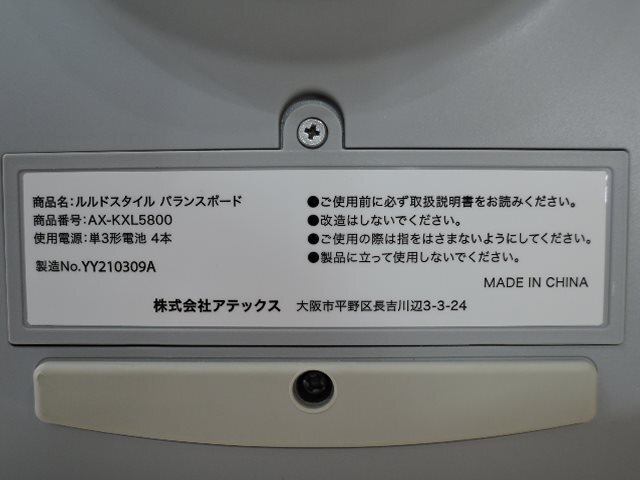 商品名：ルルドスタイル バランスボード
商品番号：AX-KXL5800
使用電源：単3形電池 4本
製造No.YY210309A
●ご使用前に必ず取扱説明書をお読みください。
●改造はしないでください。
●ご使用の際は指をはさまないようにしてください。
●製品に立って使用しないでください。
MADE IN CHINA
株式会社アテックス 大阪市平野区長吉川辺3-3-24